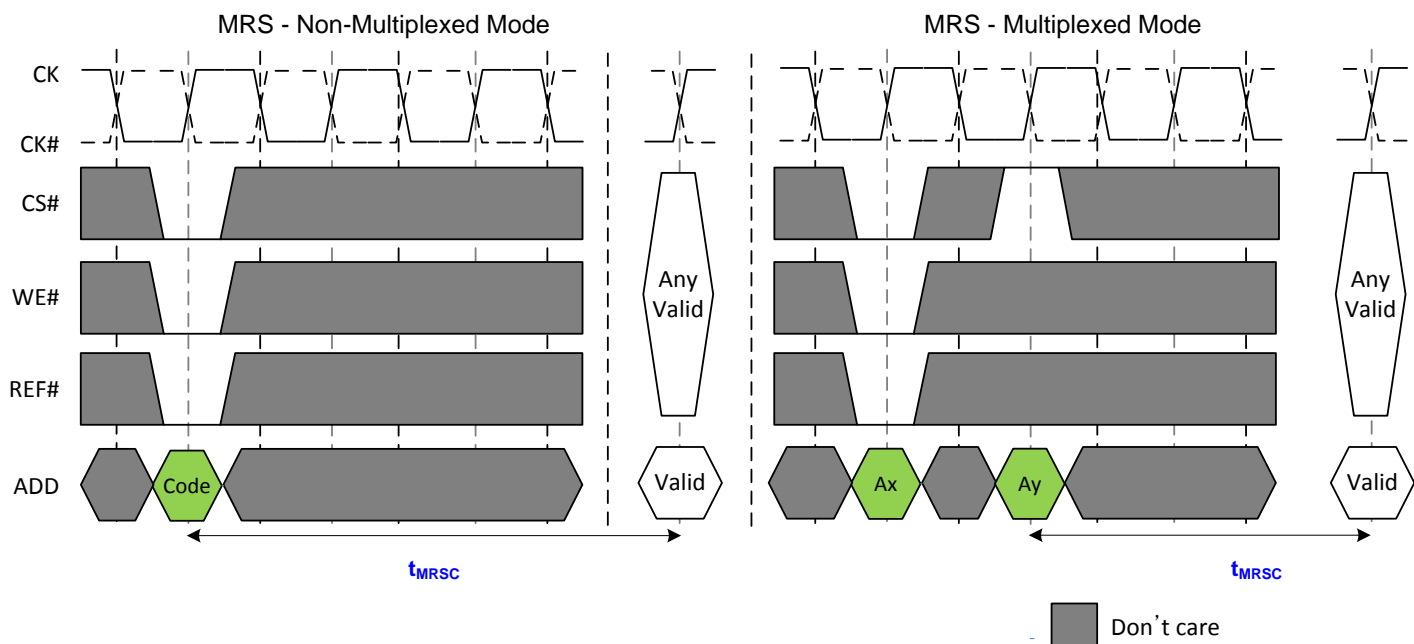 MRS - Non-Multiplexed Mode
MRS - Multiplexed Mode
CK
CK#
CS#
WE#
REF#
ADD
Any
Valid
Any
Valid
Code
Valid
Ax
Ay
Valid
tMRSC
tMRSC
Don't care